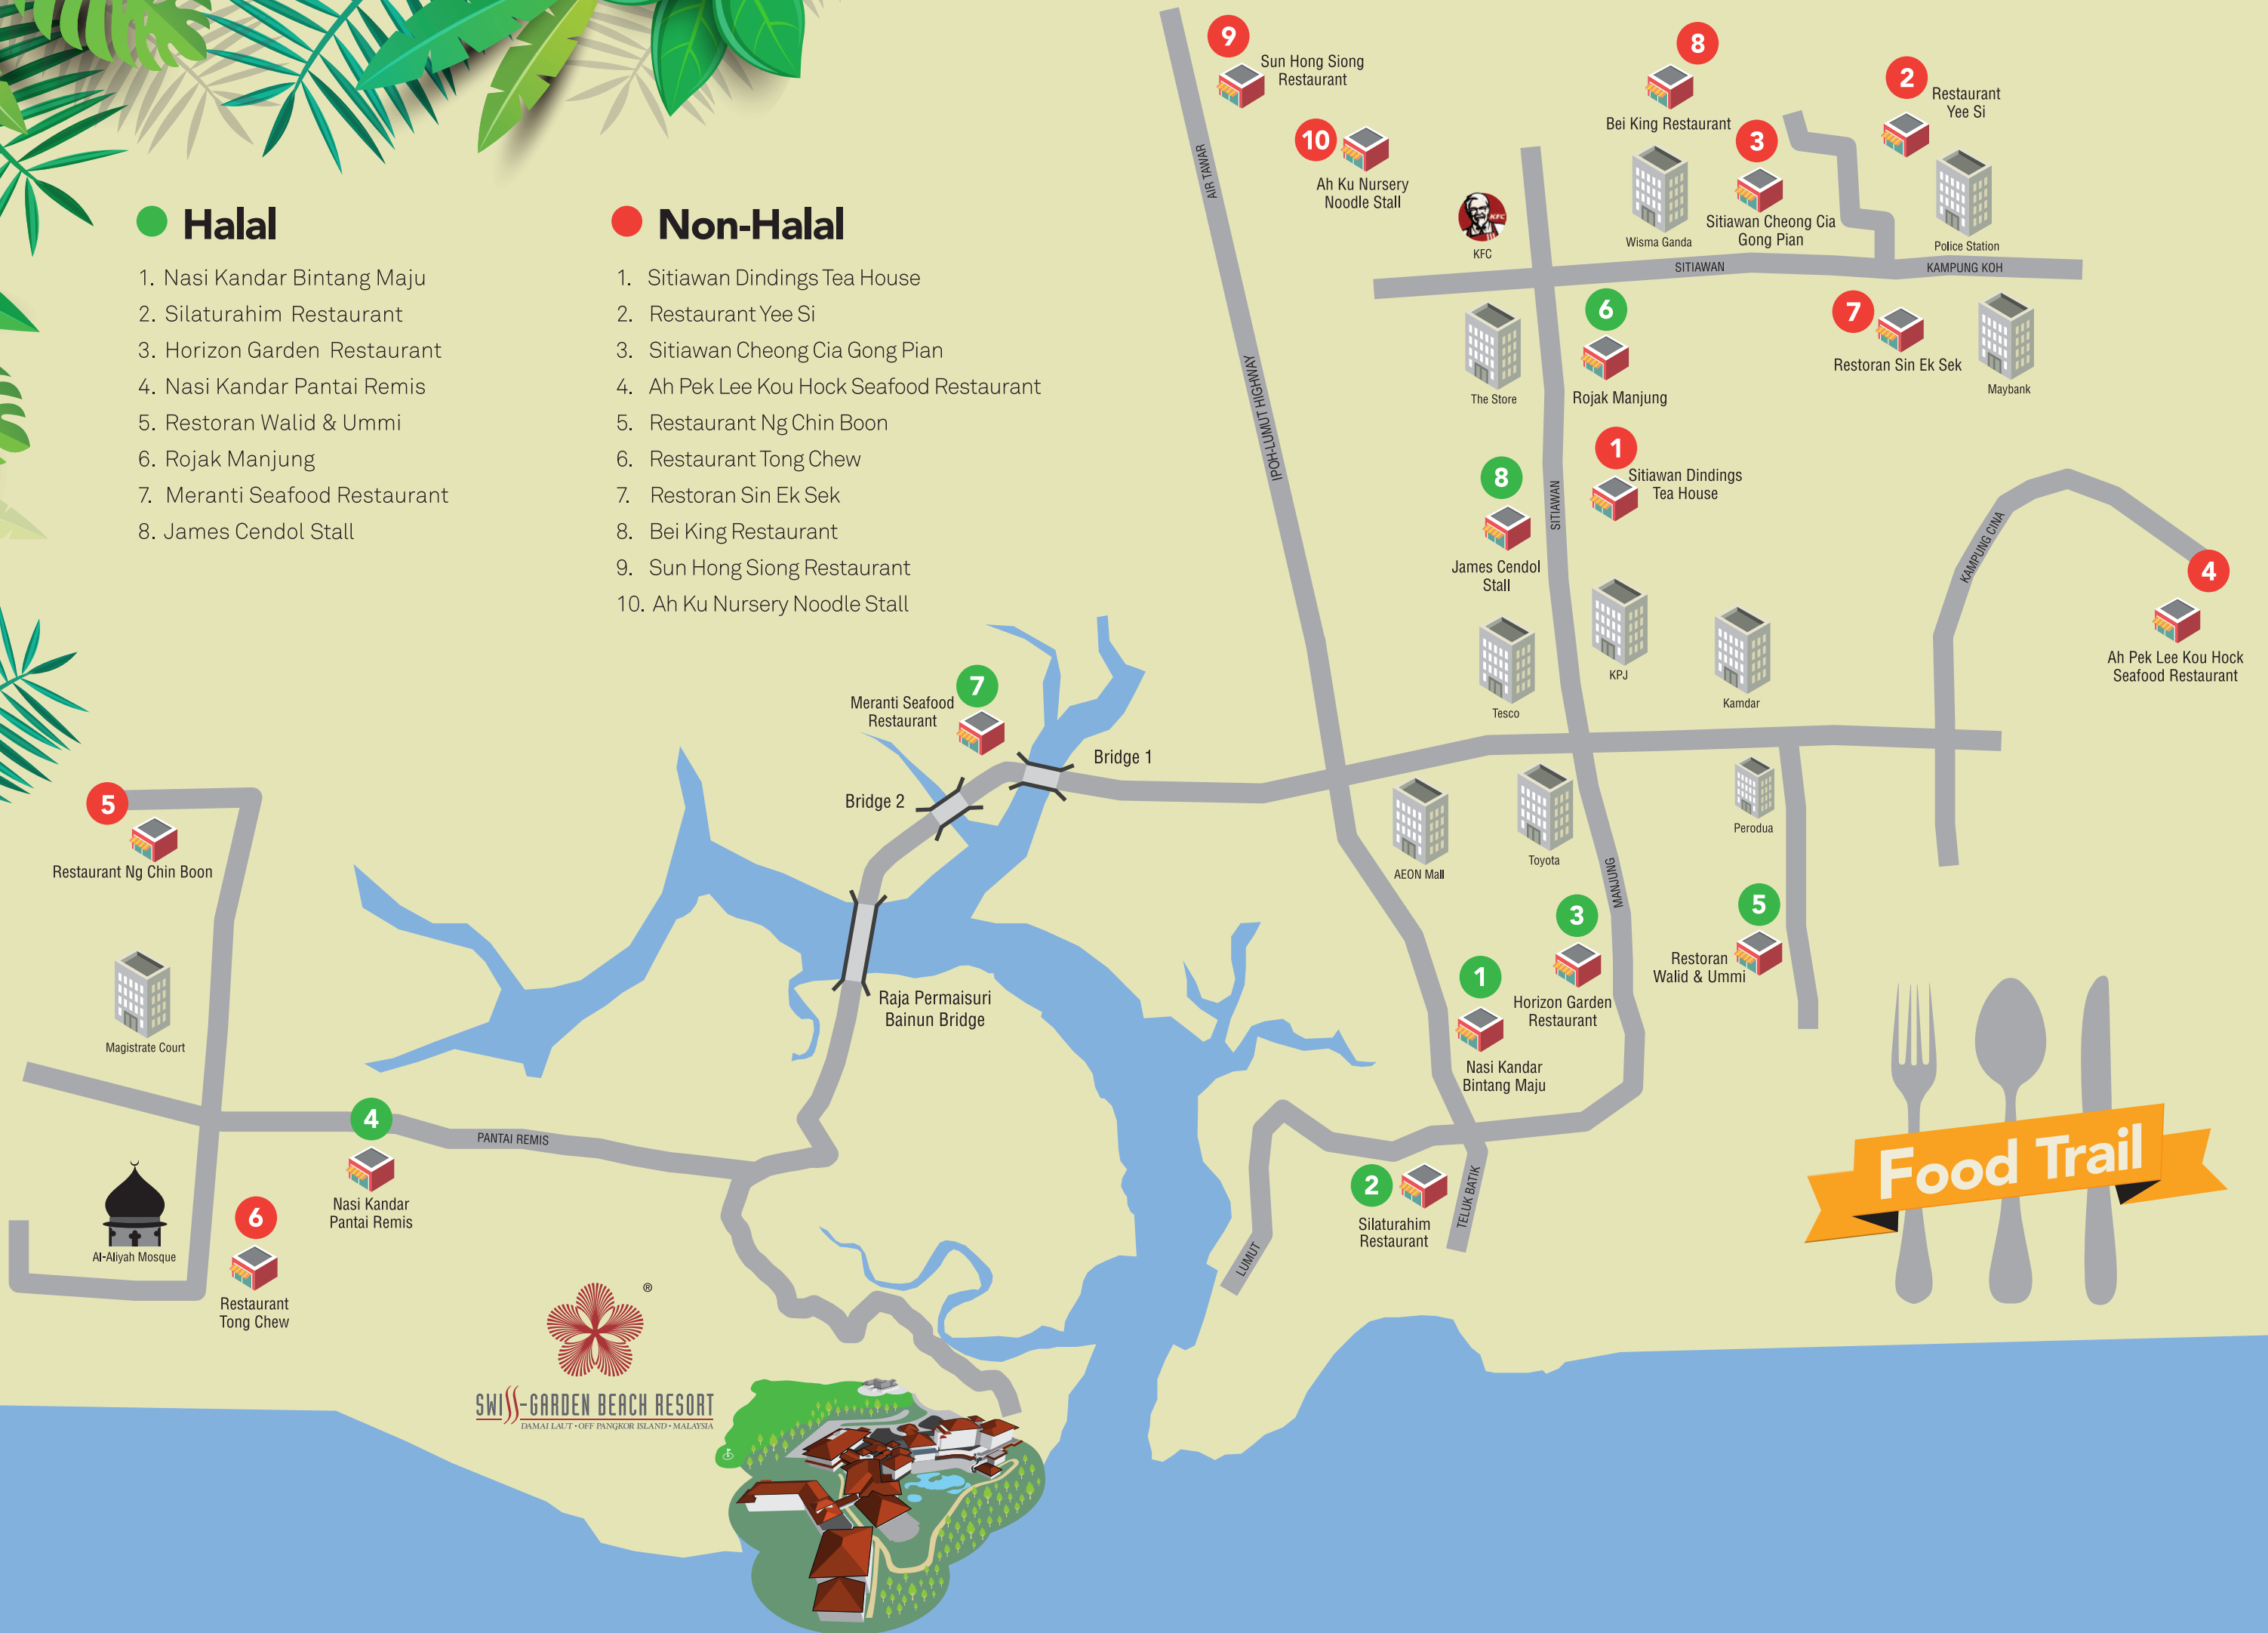 Halal
1. Nasi Kandar Bintang Maju
2. Silaturahim Restaurant
3. Horizon Garden Restaurant
4. Nasi Kandar Pantai Remis
5. Restoran Walid & Ummi
6. Rojak Manjung
7. Meranti Seafood Restaurant
8. James Cendol Stall
Non-Halal
1. Sitiawan Dindings Tea House
2. Restaurant Yee Si
3. Sitiawan Cheong Cia Gong Pian
4. Ah Pek Lee Kou Hock Seafood Restaurant
5. Restaurant Ng Chin Boon
6. Restaurant Tong Chew
7. Restoran Sin Ek Sek
8. Bei King Restaurant
9. Sun Hong Siong Restaurant
10. Ah Ku Nursery Noodle Stall
9
Sun Hong Siong
Restaurant
10
Ah Ku Nursery
Noodle Stall
AIR TAWAR
IPOH-LUMUT HIGHWAY
8
Bei King Restaurant
2
Restaurant
Yee Si
3
Sitiawan Cheong Cia
Gong Pian
Wisma Ganda
Police Station
KFC
KFC
SITIAWAN
KAMPUNG KOH
The Store
6
Rojak Manjung
7
Restoran Sin Ek Sek
Maybank
1
Sitiawan Dindings
Tea House
8
James Cendol
Stall
SITIAWAN
KAMPUNG CINA
4
Ah Pek Lee Kou Hock
Seafood Restaurant
KPJ
Tesco
Kamdar
7
Meranti Seafood
Restaurant
Bridge 1
Bridge 2
Raja Permaisuri
Bainun Bridge
AEON Mall
Toyota
Perodua
MANJUNG
3
Horizon Garden
Restaurant
5
Restoran
Walid & Ummi
1
Nasi Kandar
Bintang Maju
5
Restaurant Ng Chin Boon
Magistrate Court
4
Nasi Kandar
Pantai Remis
PANTAI REMIS
Al-Aliyah Mosque
6
Restaurant
Tong Chew
2
Silaturahim
Restaurant
TELUK BATIK
LUMUT
Food Trail
®
SWISS-GARDEN BEACH RESORT
DAMAI LAUT • OFF PANGKOR ISLAND • MALAYSIA